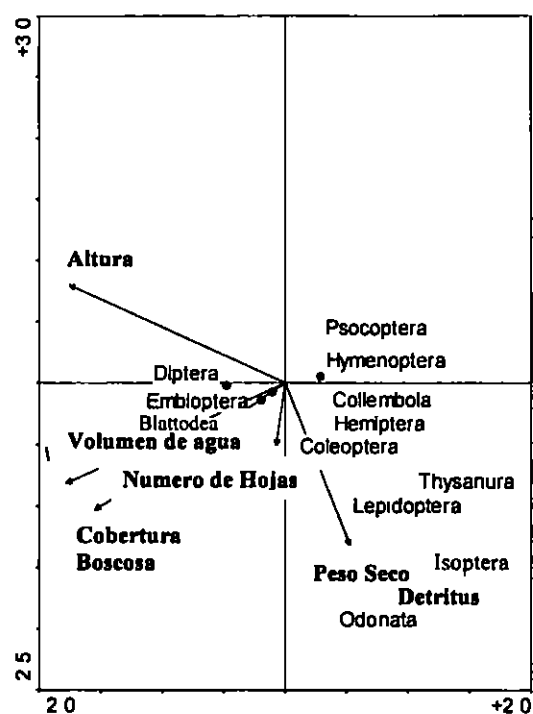 +3 0
Altura
Psocoptera
Diptera
Hymenoptera
Embioptera
Collembola
Blattodea
Hemiptera
Volumen de agua
Coleoptera
Numero de Hojas
Thysanura
Lepidoptera
Cobertura
Boscosa
Isoptera
Peso Seco
Detritus
Odonata
2 5
2 0
+2 0